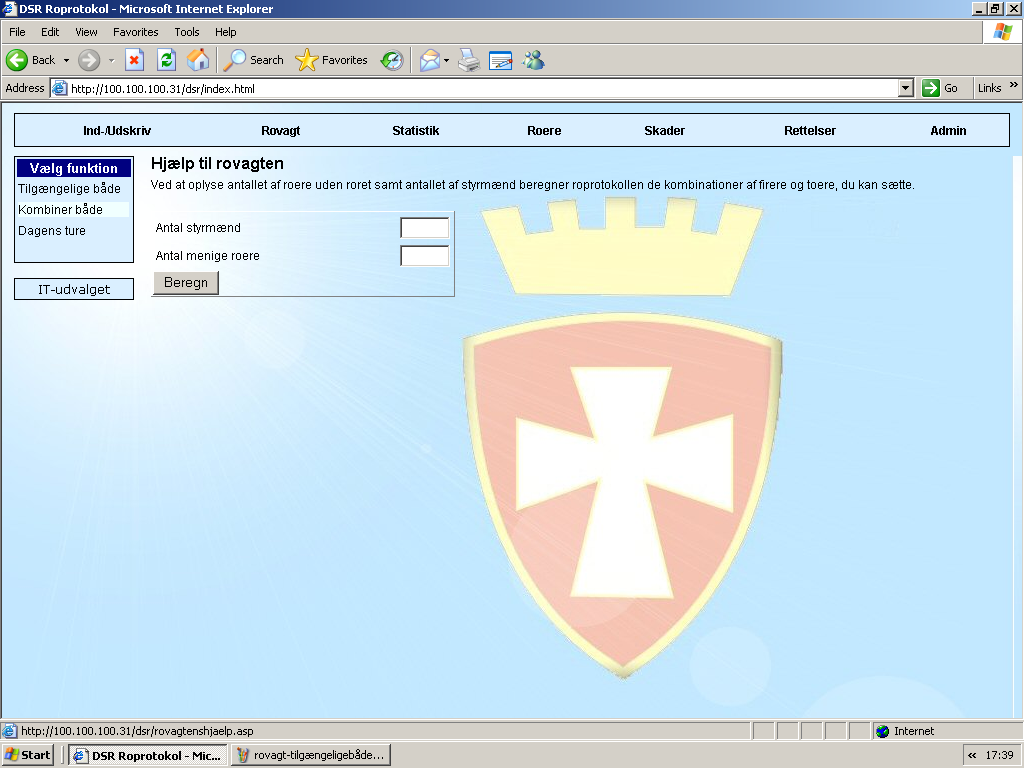 DSR Roprotokol - Microsoft Internet Explorer
File Edit View Favorites Tools Help
Back Search Favorites
Address http://100.100.100.31/dsr/index.html Go Links »
Ind-/Udskriv Rovagt Statistik Roere Skader Rettelser Admin
Vælg funktion
Tilgængelige både
Kombiner både
Dagens ture
IT-udvalget
Hjælp til rovagten
Ved at oplyse antallet af roere uden roret samt antallet af styrmænd beregner roprotokollen de kombinationer af firere og toere, du kan sætte.
Antal styrmænd
Antal menige roere
Beregn
http://100.100.100.31/dsr/rovagtenshjaelp.asp Internet
Start DSR Roprotokol - Mic... rovagt-tilgængeligebåde... « 17:39